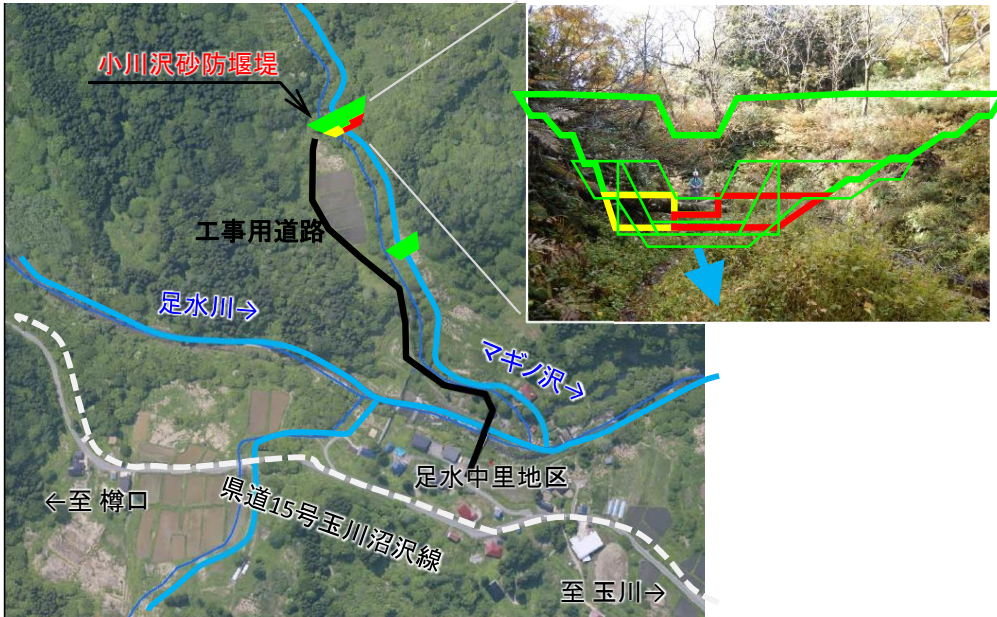 小川沢砂防堰堤
工事用道路
足水川→
マギノ沢→
足水中里地区
←至 樽口
県道15号玉川沼沢線
至 玉川→